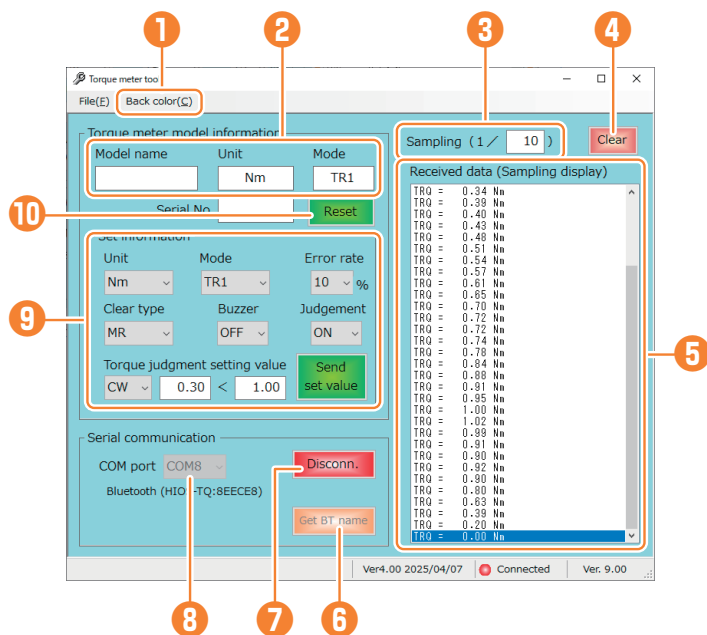 1 2 3 4
Torque meter too
File(F) Back color(C)
Torque meter model information
Model name Unit Mode
Nm TR1
Serial No
Reset
10
Sampling ( 1 / 10 )
Clear
Received data (Sampling display)
TRQ = 0.34 Nm
TRQ = 0.39 Nm
TRQ = 0.40 Nm
TRQ = 0.43 Nm
TRQ = 0.48 Nm
TRQ = 0.51 Nm
TRQ = 0.54 Nm
TRQ = 0.57 Nm
TRQ = 0.61 Nm
TRQ = 0.65 Nm
TRQ = 0.70 Nm
TRQ = 0.72 Nm
TRQ = 0.72 Nm
TRQ = 0.74 Nm
TRQ = 0.78 Nm
TRQ = 0.84 Nm
TRQ = 0.88 Nm
TRQ = 0.91 Nm
TRQ = 0.95 Nm
TRQ = 1.00 Nm
TRQ = 1.02 Nm
TRQ = 0.99 Nm
TRQ = 0.91 Nm
TRQ = 0.90 Nm
TRQ = 0.92 Nm
TRQ = 0.90 Nm
TRQ = 0.80 Nm
TRQ = 0.63 Nm
TRQ = 0.39 Nm
TRQ = 0.20 Nm
TRQ = 0.00 Nm
5
Set information
Unit Mode Error rate
Nm TR1 10 %
9
Clear type Buzzer Judgement
MR OFF ON
Torque judgment setting value
CW 0.30 < 1.00
Send
set value
Serial communication
COM port COM8
Disconn.
Bluetooth (HIOS-TQ:8EECE8)
Get BT name
Ver4.00 2025/04/07 Connected Ver. 9.00
8 7 6